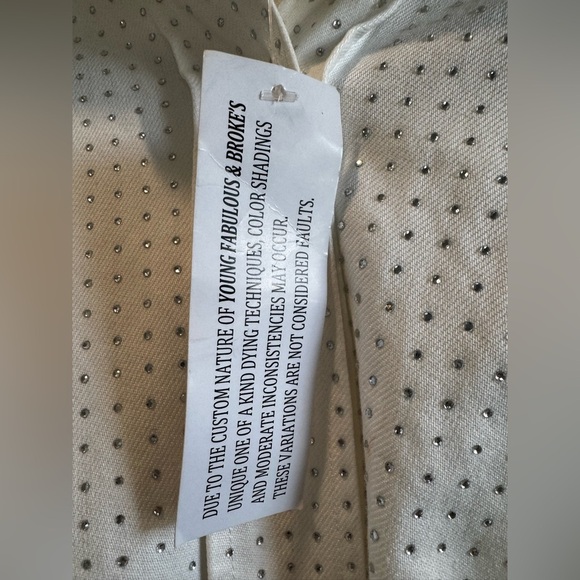 DUE TO THE CUSTOM NATURE OF YOUNG FABULOUS & BROKE'S
UNIQUE ONE OF A KIND DYING TECHNIQUES, COLOR SHADINGS
AND MODERATE INCONSISTENCIES MAY OCCUR.
THESE VARIATIONS ARE NOT CONSIDERED FAULTS.